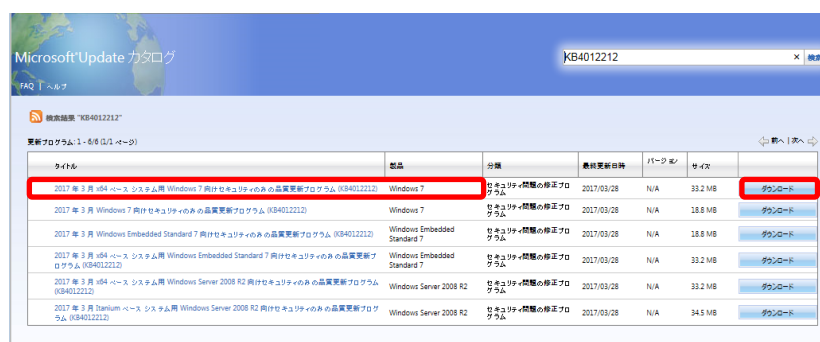 Microsoft Update カタログ
KB4012212
×
検索
FAQ | ヘルプ
検索結果 "KB4012212"
更新プログラム: 1 - 6/6 (1/1 ページ)
前へ | 次へ
タイトル 製品 分類 最終更新日時 バージョン サイズ
2017 年 3 月 x64 ベース システム用 Windows 7 向けセキュリティのみの品質更新プログラム (KB4012212) Windows 7 セキュリティ問題の修正プロ 2017/03/28 N/A 33.2 MB ダウンロード
グラム
2017 年 3 月 Windows 7 向けセキュリティのみの品質更新プログラム (KB4012212) Windows 7 セキュリティ問題の修正プロ 2017/03/28 N/A 18.8 MB ダウンロード
グラム
2017 年 3 月 Windows Embedded Standard 7 向けセキュリティのみの品質更新プログラム (KB4012212) Windows Embedded セキュリティ問題の修正プロ 2017/03/28 N/A 18.8 MB ダウンロード
Standard 7 グラム
2017 年 3 月 x64 ベース システム用 Windows Embedded Standard 7 向けセキュリティのみの品質更新プ Windows Embedded セキュリティ問題の修正プロ 2017/03/28 N/A 33.2 MB ダウンロード
ログラム (KB4012212) Standard 7 グラム
2017 年 3 月 x64 ベース システム用 Windows Server 2008 R2 向けセキュリティのみの品質更新プログラム Windows Server 2008 R2 セキュリティ問題の修正プロ 2017/03/28 N/A 33.2 MB ダウンロード
(KB4012212) グラム
2017 年 3 月 Itanium ベース システム用 Windows Server 2008 R2 向けセキュリティのみの品質更新プログ Windows Server 2008 R2 セキュリティ問題の修正プロ 2017/03/28 N/A 34.5 MB ダウンロード
ラム (KB4012212) グラム